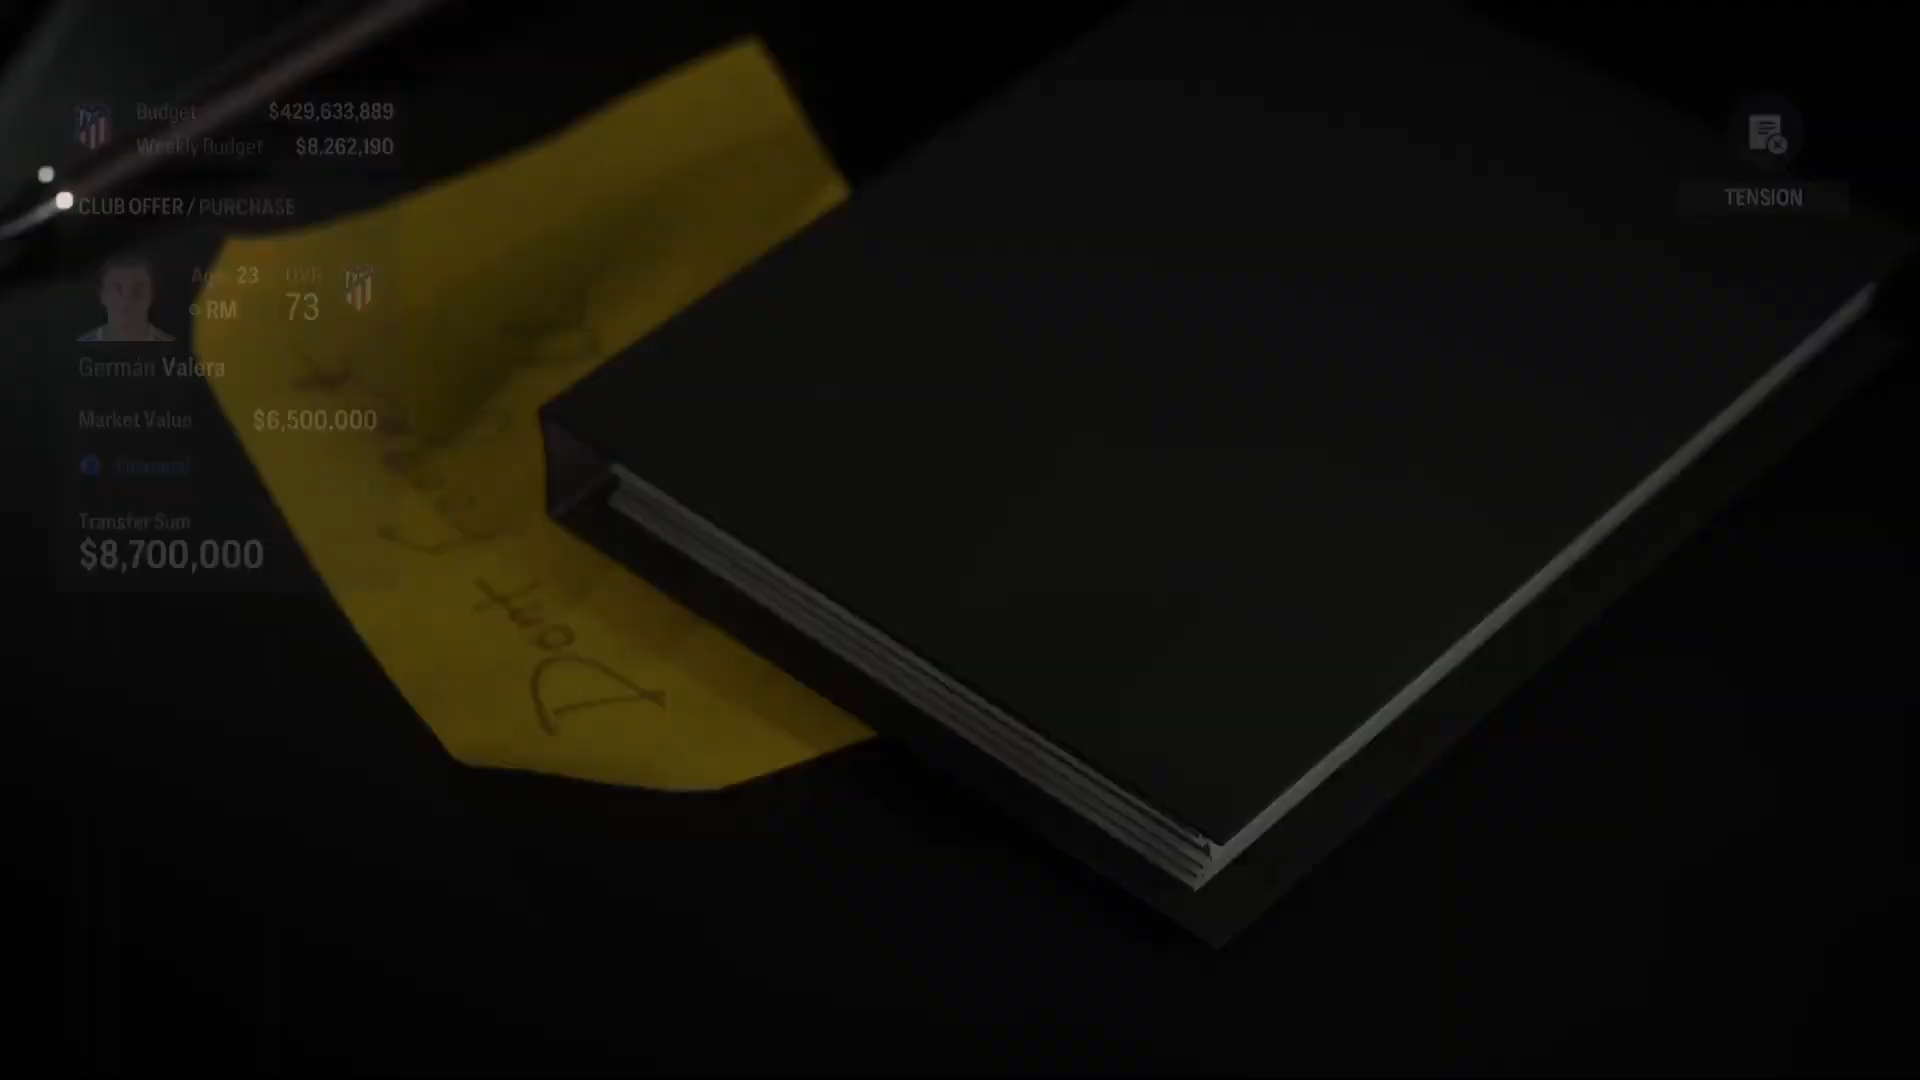 Budget $429,633,889
Weekly Budget $8,262,190
TENSION
CLUB OFFER / PURCHASE
Age 23 OVR
RM 73
Germán Valera
Market Value $6,500,000
Transfer Sum
$8,700,000
Dont